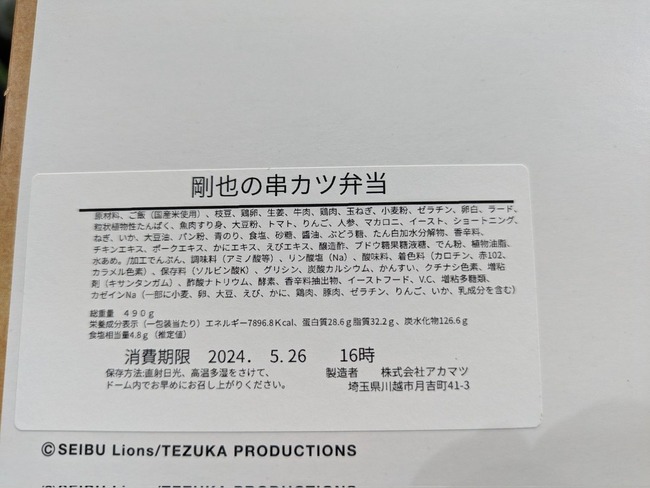 剛也の串カツ弁当
原材料、ご飯（国産米使用）、枝豆、鶏卵、生姜、牛肉、鶏肉、玉ねぎ、小麦粉、ゼラチン、卵白、ラード、
粒状植物性たんぱく、魚肉すり身、大豆粉、トマト、りんご、人参、マカロニ、イースト、ショートニング、
ねぎ、いか、大豆油、パン粉、青のり、食塩、砂糖、醤油、ぶどう糖、たん白加水分解物、香辛料、
チキンエキス、ポークエキス、かにエキス、えびエキス、醸造酢、ブドウ糖果糖液糖、でん粉、植物油脂、
水あめ。/加工でんぷん、調味料（アミノ酸等）、リン酸塩（Na）、酸味料、着色料（カロチン、赤102、
カラメル色素）、保存料（ソルビン酸K）、グリシン、炭酸カルシウム、かんすい、クチナシ色素、増粘
剤（キサンタンガム）、酢酸ナトリウム、酵素、香辛料抽出物、イーストフード、V.C、増粘多糖類、
カゼインNa（一部に小麦、卵、大豆、えび、かに、鶏肉、豚肉、ゼラチン、りんご、いか、乳成分を含む）
総重量 ４９０ｇ
栄養成分表示（一包装当たり）エネルギー7896.8Kcal、蛋白質28.6ｇ脂質32.2ｇ、炭水化物126.6ｇ
食塩相当量4.8ｇ（推定値）
消費期限 2024． 5.26 16時
保存方法:直射日光、高温多湿をさけて、 製造者 株式会社アカマツ
ドーム内でお早めにお召し上がりください。 埼玉県川越市月吉町41-3
©SEIBU Lions/TEZUKA PRODUCTIONS